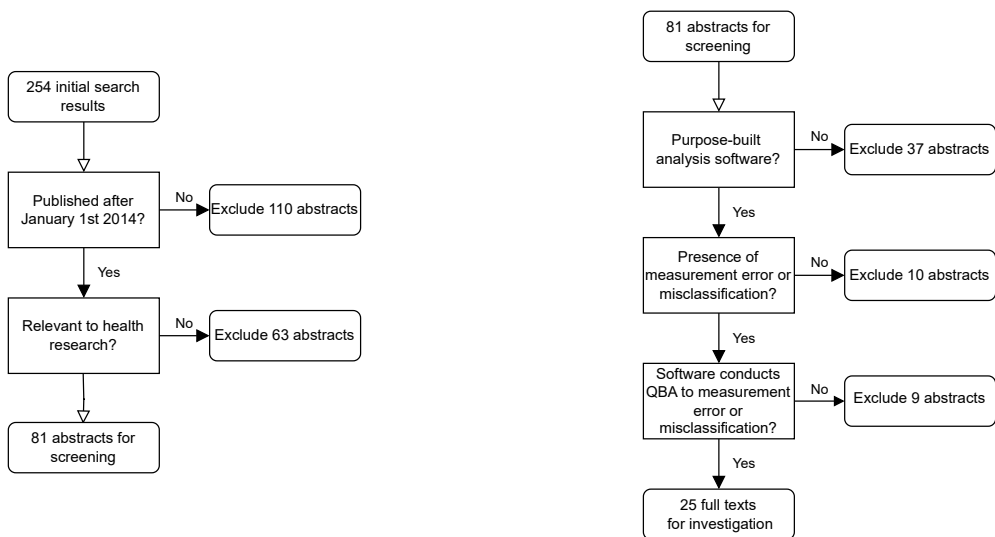 254 initial search
results
Published after
January 1st 2014?
No
Exclude 110 abstracts
Yes
Relevant to health
research?
No
Exclude 63 abstracts
81 abstracts for
screening
81 abstracts for
screening
Purpose-built
analysis software?
No
Exclude 37 abstracts
Yes
Presence of
measurement error or
misclassification?
No
Exclude 10 abstracts
Yes
Software conducts
QBA to measurement
error or
misclassification?
No
Exclude 9 abstracts
Yes
25 full texts
for investigation